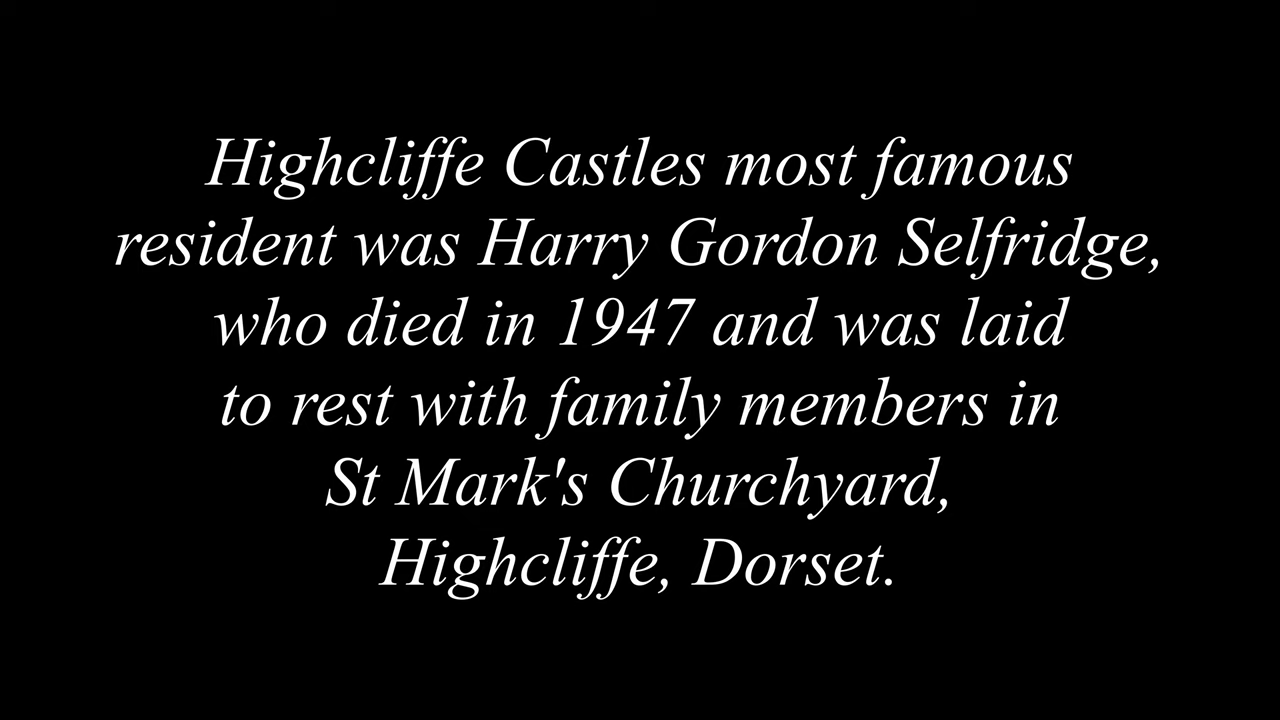 Highcliffe Castles most famous
resident was Harry Gordon Selfridge,
who died in 1947 and was laid
to rest with family members in
St Mark's Churchyard,
Highcliffe, Dorset.